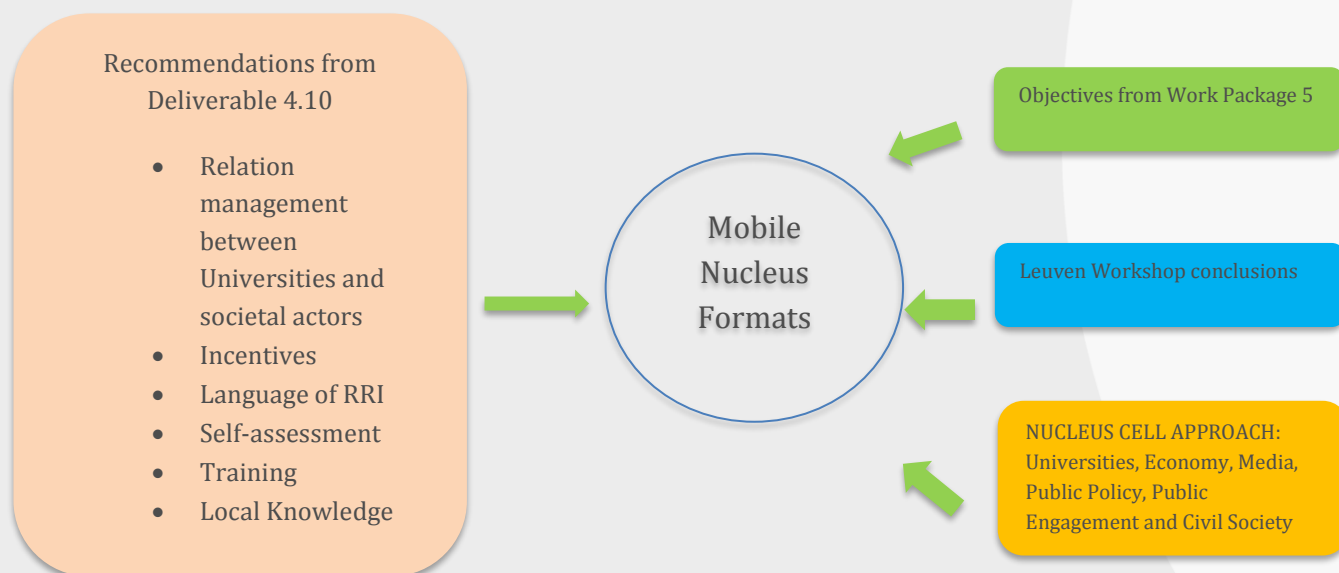 Recommendations from
Deliverable 4.10
• Relation
management
between
Universities and
societal actors
• Incentives
• Language of RRI
• Self-assessment
• Training
• Local Knowledge
Mobile
Nucleus
Formats
Objectives from Work Package 5
Leuven Workshop conclusions
NUCLEUS CELL APPROACH:
Universities, Economy, Media,
Public Policy, Public
Engagement and Civil Society